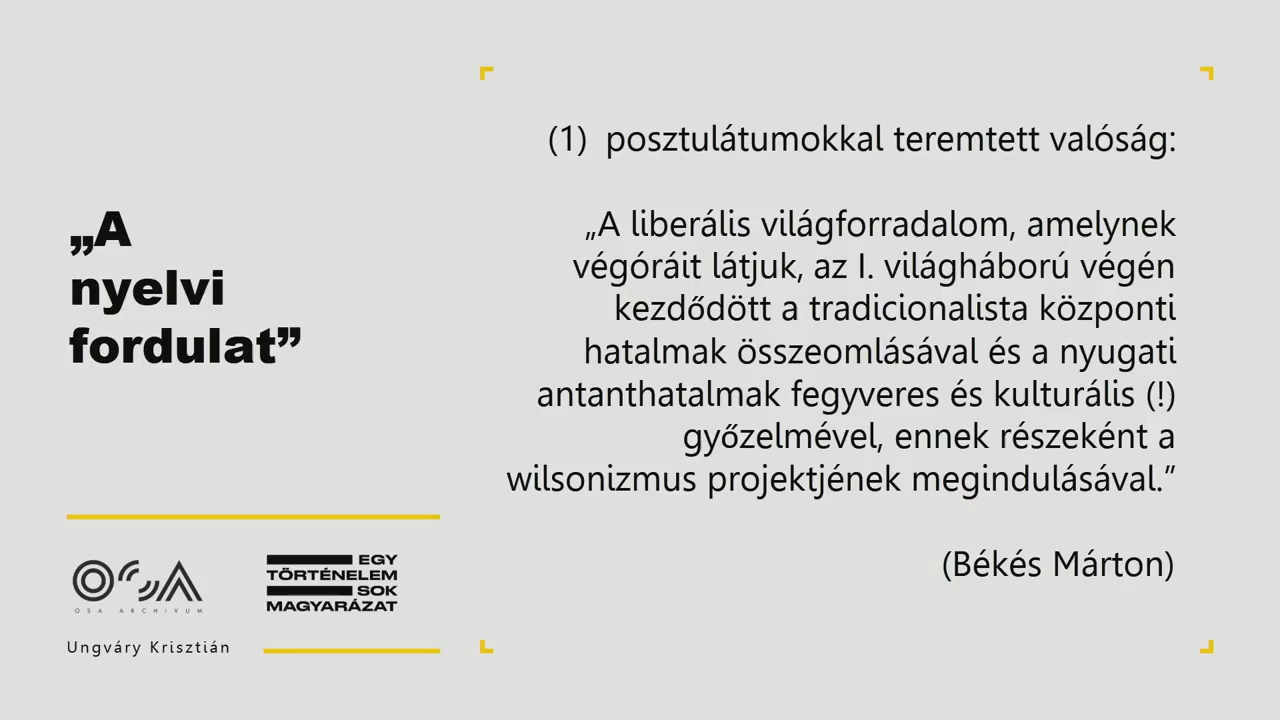 „A
nyelvi
fordulat”
OSA ARCHIVUM
EGY
TÖRTÉNELEM
SOK
MAGYARÁZAT
Ungváry Krisztián
(1) posztulátumokkal teremtett valóság:
„A liberális világforradalom, amelynek
végóráit látjuk, az I. világháború végén
kezdődött a tradicionalista központi
hatalmak összeomlásával és a nyugati
antanthatalmak fegyveres és kulturális (!)
győzelmével, ennek részeként a
wilsonizmus projektjének megindulásával.”
(Békés Márton)